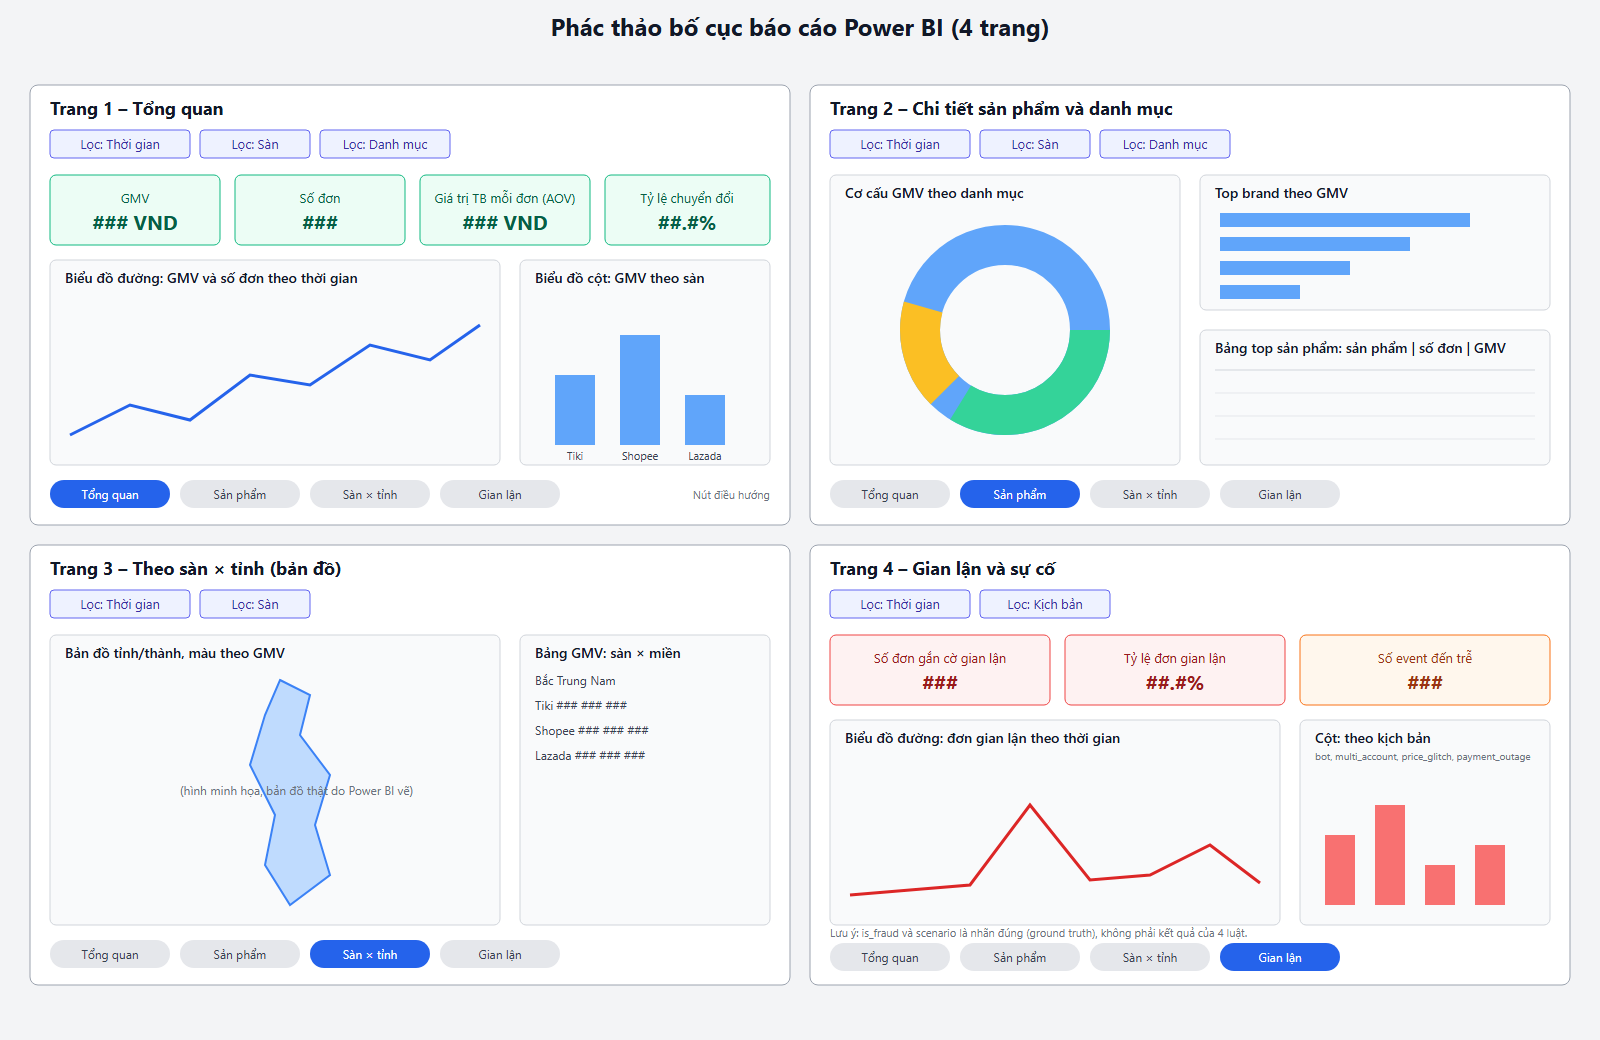 Phác thảo bố cục báo cáo Power BI (4 trang)
Trang 1 – Tổng quan
Lọc: Thời gian
Lọc: Sàn
Lọc: Danh mục
GMV
### VND
Số đơn
###
Giá trị TB mỗi đơn (AOV)
### VND
Tỷ lệ chuyển đổi
##.#%
Biểu đồ đường: GMV và số đơn theo thời gian
Biểu đồ cột: GMV theo sàn
Tiki
Shopee
Lazada
Tổng quan
Sản phẩm
Sàn × tỉnh
Gian lận
Nút điều hướng
Trang 2 – Chi tiết sản phẩm và danh mục
Lọc: Thời gian
Lọc: Sàn
Lọc: Danh mục
Cơ cấu GMV theo danh mục
Top brand theo GMV
Bảng top sản phẩm: sản phẩm | số đơn | GMV
Tổng quan
Sản phẩm
Sàn × tỉnh
Gian lận
Trang 3 – Theo sàn × tỉnh (bản đồ)
Lọc: Thời gian
Lọc: Sàn
Bản đồ tỉnh/thành, màu theo GMV
(hình minh họa, bản đồ thật do Power BI vẽ)
Bảng GMV: sàn × miền
Bắc Trung Nam
Tiki ### ### ###
Shopee ### ### ###
Lazada ### ### ###
Tổng quan
Sản phẩm
Sàn × tỉnh
Gian lận
Trang 4 – Gian lận và sự cố
Lọc: Thời gian
Lọc: Kịch bản
Số đơn gắn cờ gian lận
###
Tỷ lệ đơn gian lận
##.#%
Số event đến trễ
###
Biểu đồ đường: đơn gian lận theo thời gian
Cột: theo kịch bản
bot, multi_account, price_glitch, payment_outage
Lưu ý: is_fraud và scenario là nhãn đúng (ground truth), không phải kết quả của 4 luật.
Tổng quan
Sản phẩm
Sàn × tỉnh
Gian lận